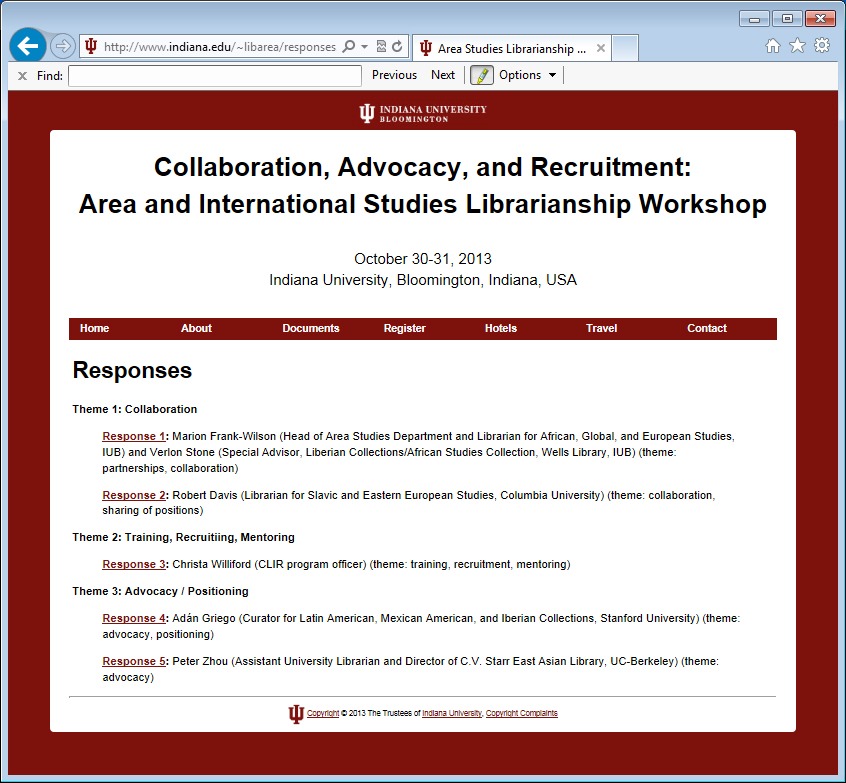 http://www.indiana.edu/~libarea/responses
Area Studies Librarianship ...
Find:
Previous
Next
Options
INDIANA UNIVERSITY
BLOOMINGTON
Collaboration, Advocacy, and Recruitment:
Area and International Studies Librarianship Workshop
October 30-31, 2013
Indiana University, Bloomington, Indiana, USA
Home About Documents Register Hotels Travel Contact
Responses
Theme 1: Collaboration
Response 1: Marion Frank-Wilson (Head of Area Studies Department and Librarian for African, Global, and European Studies,
IUB) and Verlon Stone (Special Advisor, Liberian Collections/African Studies Collection, Wells Library, IUB) (theme:
partnerships, collaboration)
Response 2: Robert Davis (Librarian for Slavic and Eastern European Studies, Columbia University) (theme: collaboration,
sharing of positions)
Theme 2: Training, Recruitiing, Mentoring
Response 3: Christa Williford (CLIR program officer) (theme: training, recruitment, mentoring)
Theme 3: Advocacy / Positioning
Response 4: Adán Griego (Curator for Latin American, Mexican American, and Iberian Collections, Stanford University) (theme:
advocacy, positioning)
Response 5: Peter Zhou (Assistant University Librarian and Director of C.V. Starr East Asian Library, UC-Berkeley) (theme:
advocacy)
Copyright © 2013 The Trustees of Indiana University, Copyright Complaints